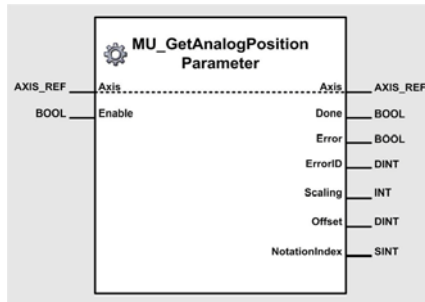 MU_GetAnalogPosition
Parameter
AXIS_REF Axis Axis AXIS_REF
BOOL Enable Done BOOL
Error BOOL
ErrorID DINT
Scaling INT
Offset DINT
NotationIndex SINT